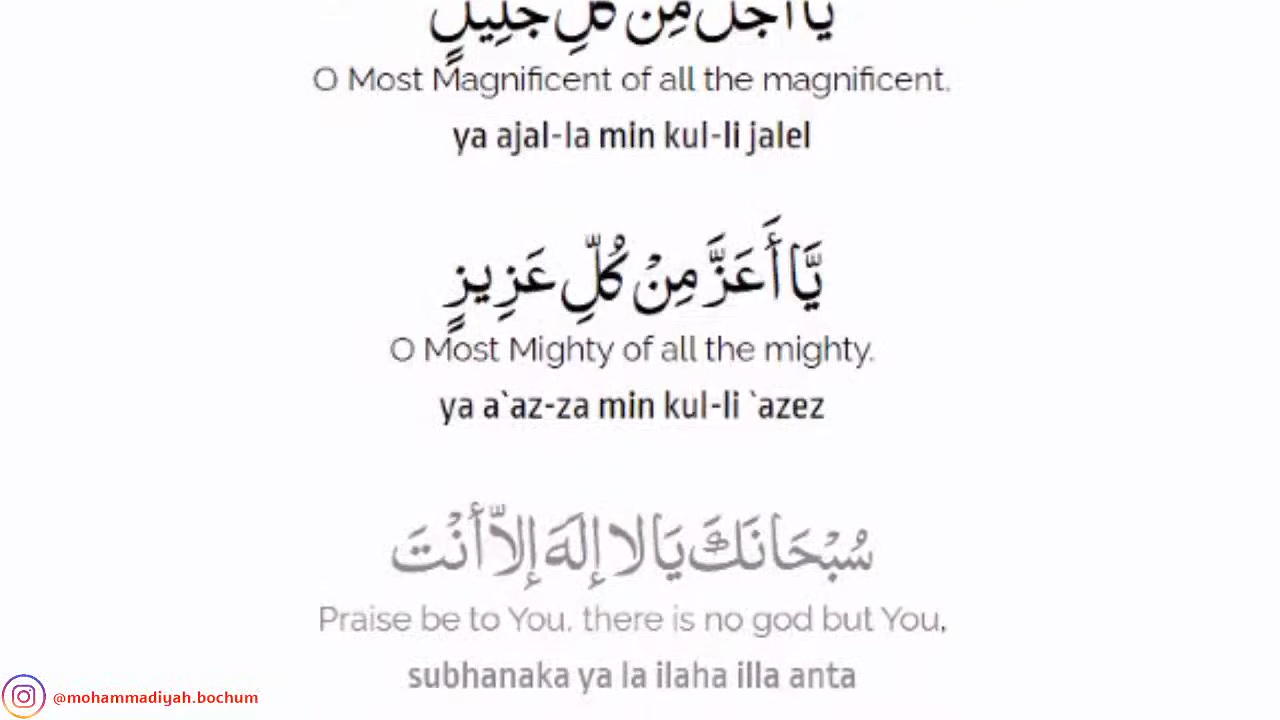 يَا أَجَلَّ مِنْ كُلِّ جَلِيلٍ
O Most Magnificent of all the magnificent.
ya ajal-la min kul-li jalel
يَّا أَعَزَّ مِنْ كُلِّ عَزِيزٍ
O Most Mighty of all the mighty.
ya a`az-za min kul-li `azez
سُبْحَانَكَ يَا لا إِلَهَ إِلاّ أَنْتَ
Praise be to You, there is no god but You,
subhanaka ya la ilaha illa anta
@mohammadiyah.bochum